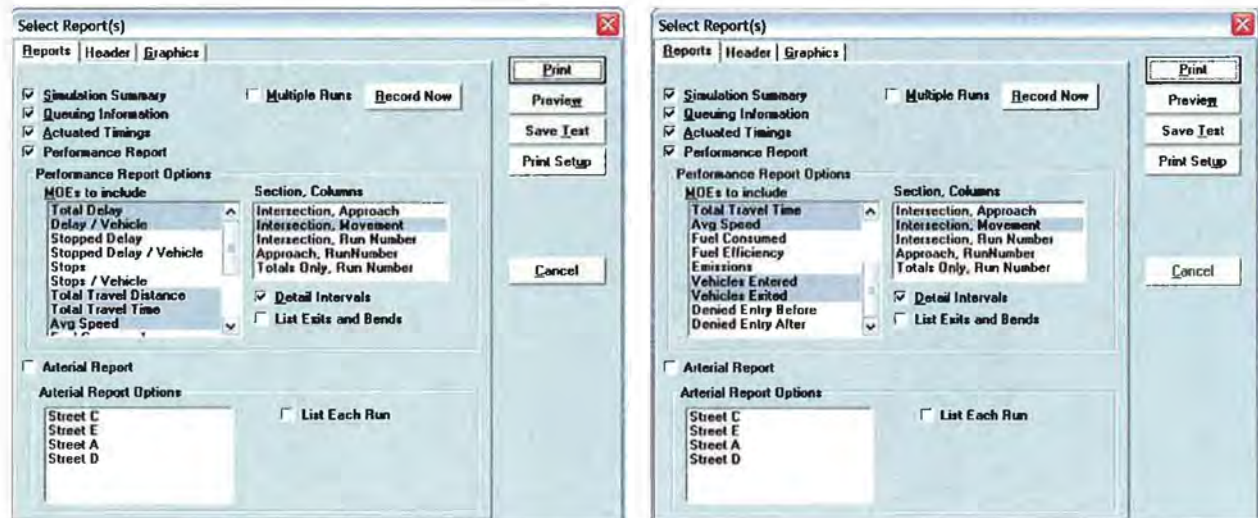 Select Report(s)
Reports Header Graphics
Simulation Summary
Multiple Runs Record Now
Queuing Information
Actuated Timings
Performance Report
Performance Report Options
MOEs to include
Section, Columns
Total Delay
Delay / Vehicle
Stopped Delay
Stopped Delay / Vehicle
Stops
Stops / Vehicle
Total Travel Distance
Total Travel Time
Avg Speed
Intersection, Approach
Intersection, Movement
Intersection, Run Number
Approach, RunNumber
Totals Only, Run Number
Detail Intervals
List Exits and Bends
Arterial Report
Arterial Report Options
Street C
Street E
Street A
Street D
List Each Run
Print
Preview
Save Text
Print Setup
Cancel
Select Report(s)
Reports Header Graphics
Simulation Summary
Multiple Runs Record Now
Queuing Information
Actuated Timings
Performance Report
Performance Report Options
MOEs to include
Section, Columns
Total Travel Time
Avg Speed
Fuel Consumed
Fuel Efficiency
Emissions
Vehicles Entered
Vehicles Exited
Denied Entry Before
Denied Entry After
Intersection, Approach
Intersection, Movement
Intersection, Run Number
Approach, RunNumber
Totals Only, Run Number
Detail Intervals
List Exits and Bends
Arterial Report
Arterial Report Options
Street C
Street E
Street A
Street D
List Each Run
Print
Preview
Save Text
Print Setup
Cancel